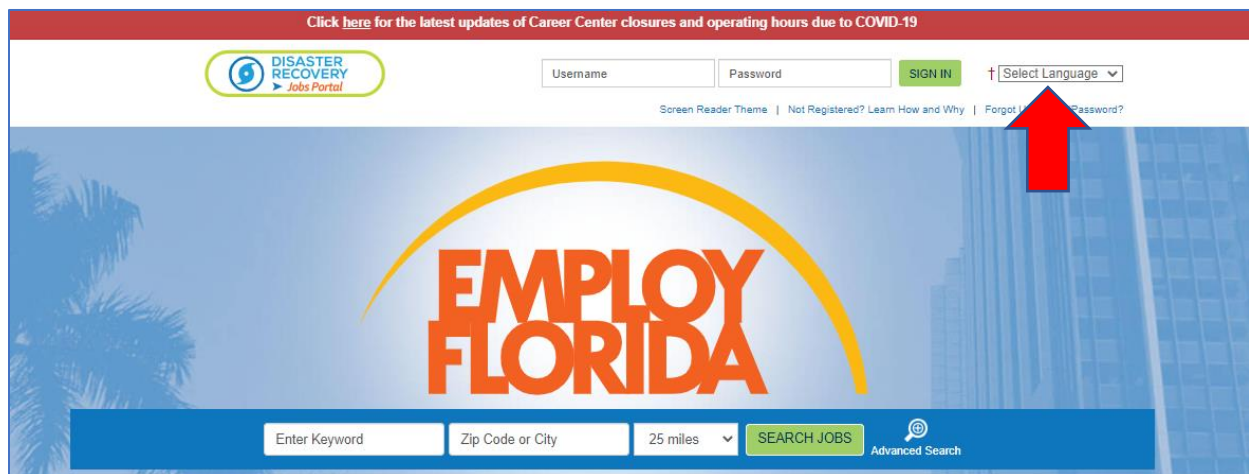 Click here for the latest updates of Career Center closures and operating hours due to COVID-19
DISASTER
RECOVERY
➤ Jobs Portal
Username
Password
SIGN IN
† Select Language
Screen Reader Theme | Not Registered? Learn How and Why | Forgot Password?
EMPLOY
FLORIDA
Enter Keyword
Zip Code or City
25 miles
SEARCH JOBS
Advanced Search